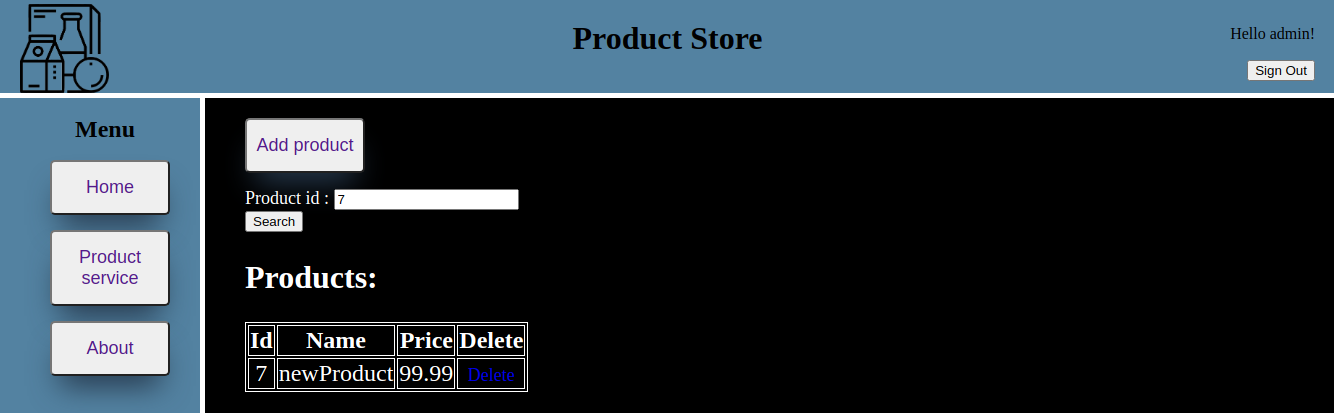 Product Store
Hello admin!
Sign Out
Menu
Home
Product
service
About
Add product
Product id : 7
Search
Products:
Id Name Price Delete
7 newProduct 99.99 Delete